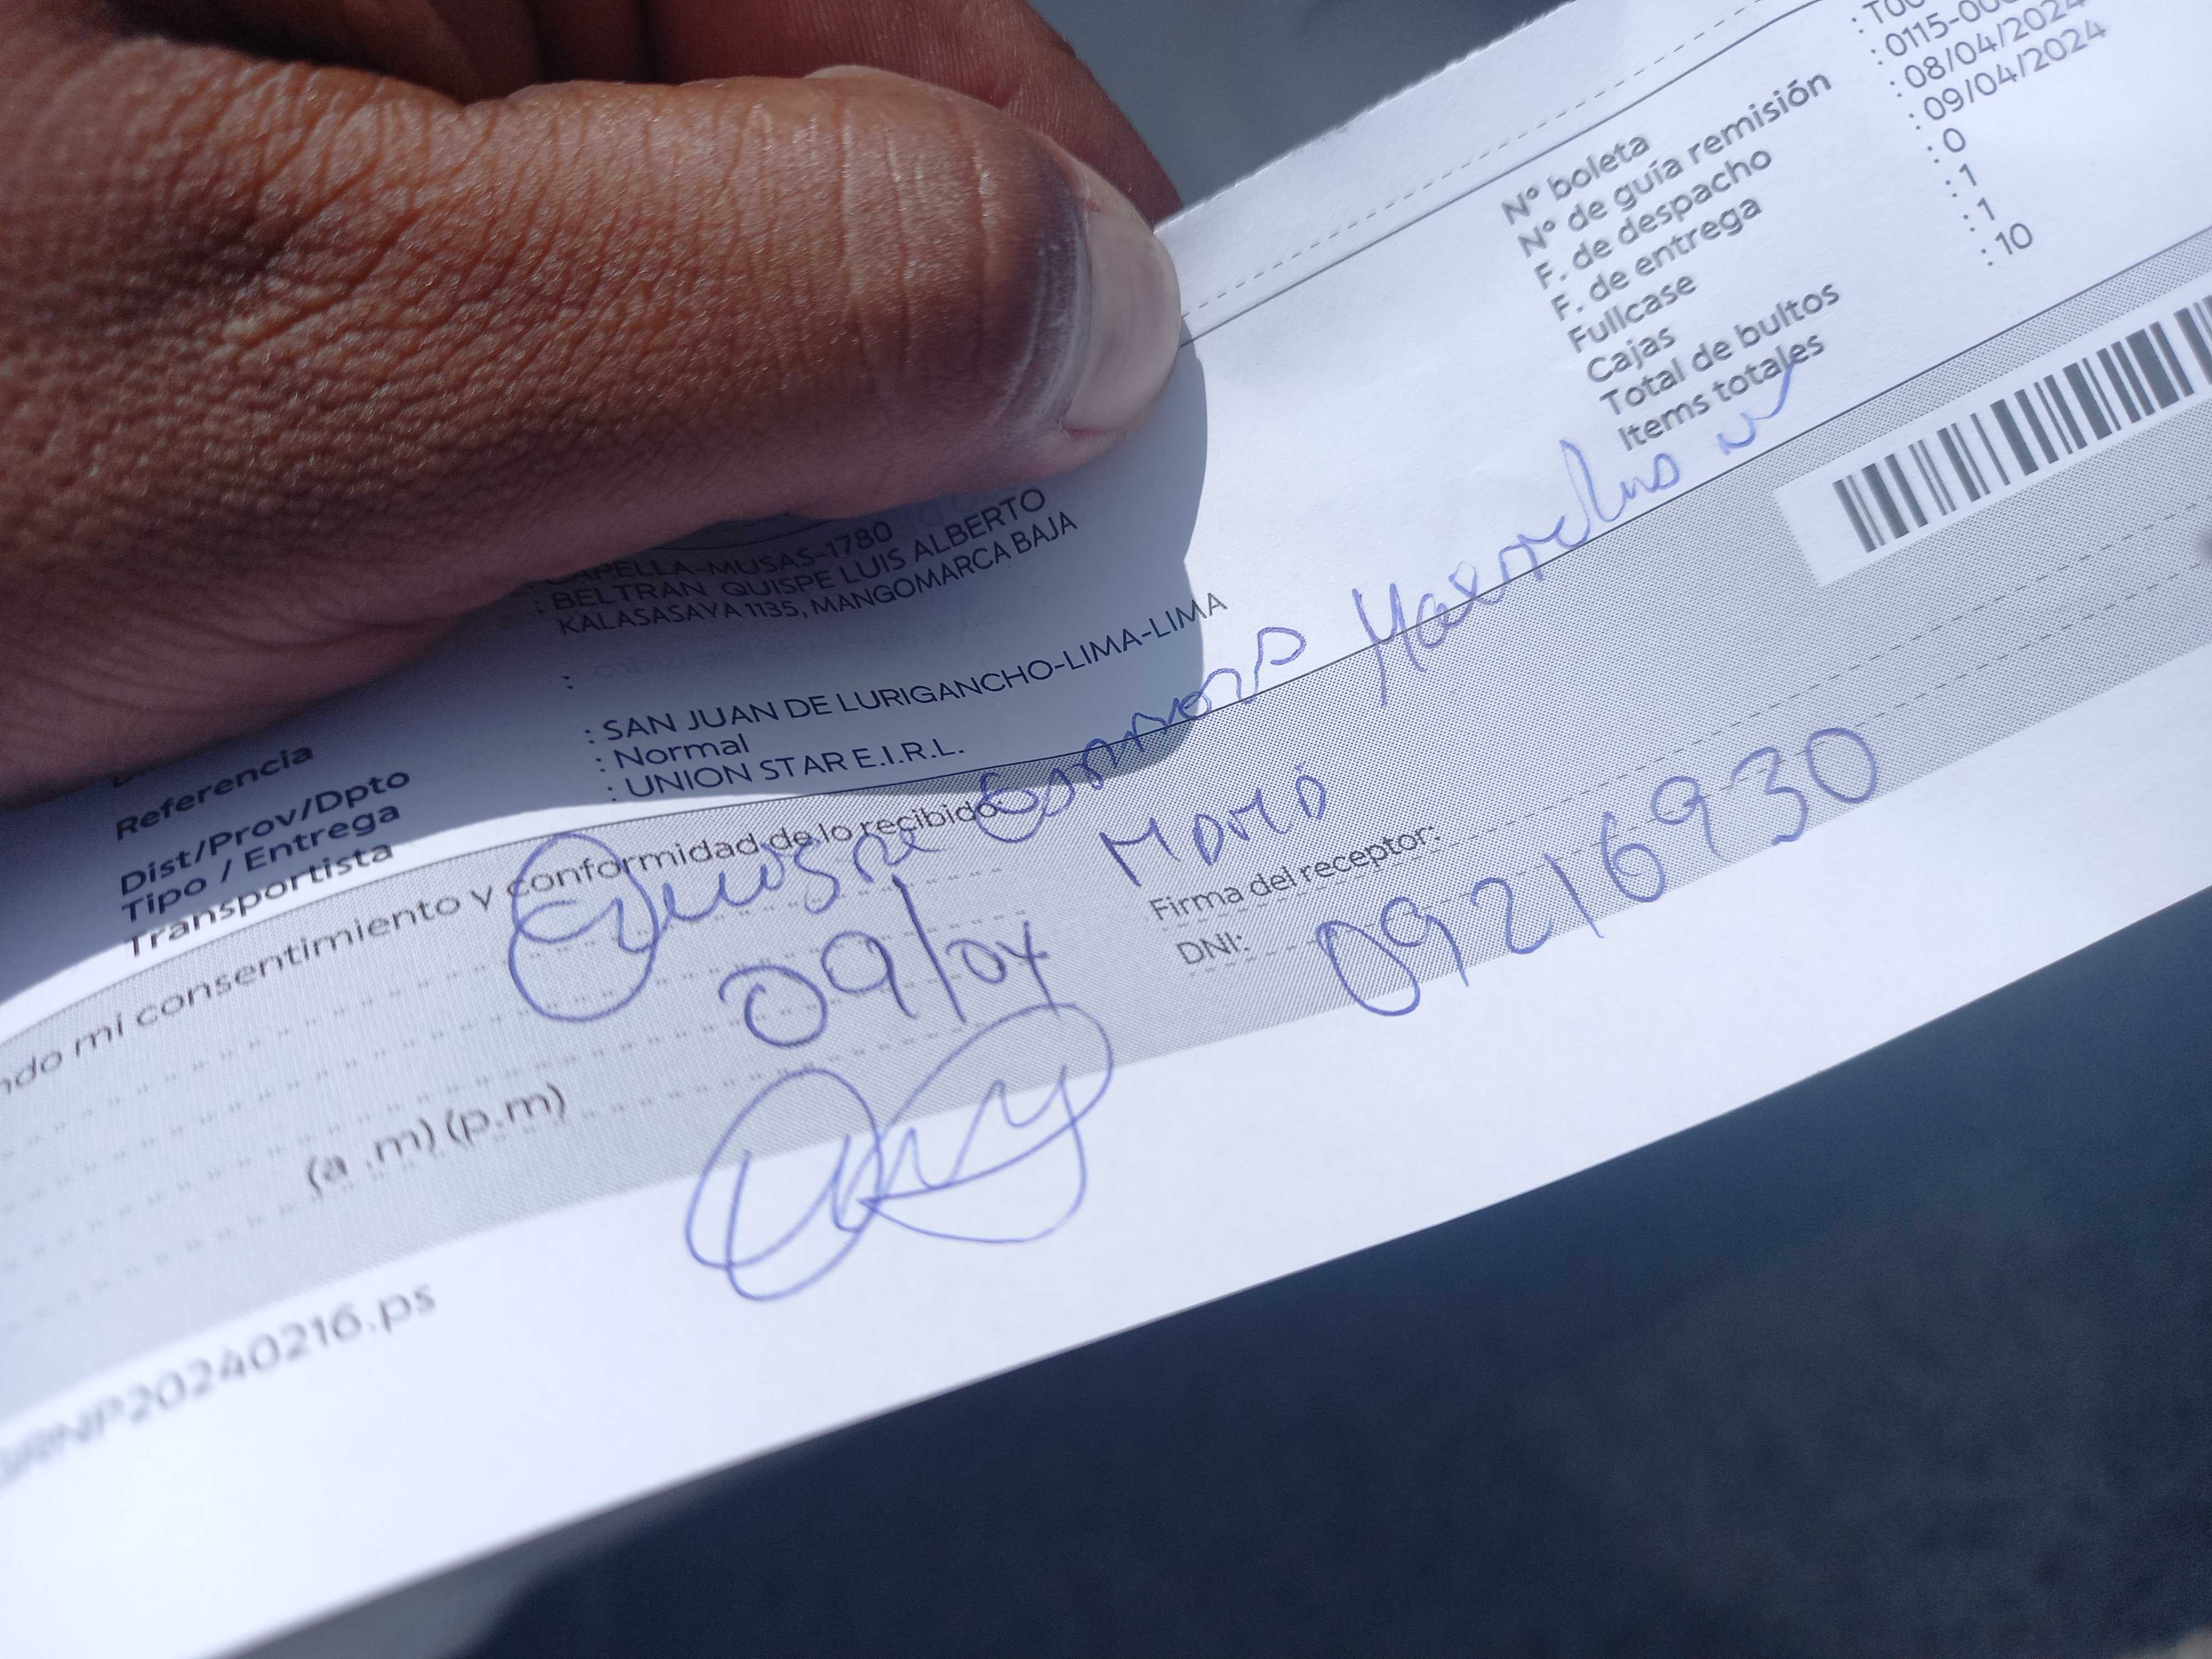 Nº boleta : T00
Nº de guía remisión : 0115-00
F. de despacho : 08/04/2024
F. de entrega : 09/04/2024
Fullcase : 0
Cajas : 1
Total de bultos : 1
Items totales : 10
CAPELLA-MUSAS-1780
: BELTRAN QUISPE LUIS ALBERTO
KALASASAYA 1135, MANGOMARCA BAJA
Referencia :
Dist/Prov/Dpto : SAN JUAN DE LURIGANCHO-LIMA-LIMA
Tipo / Entrega : Normal
Transportista : UNION STAR E.I.R.L.
ndo mi consentimiento y conformidad de lo recibido:
Quispe
09/04
Firma del receptor:
DNI: 09216930
(a .m) (p.m)
GRNP20240216.ps